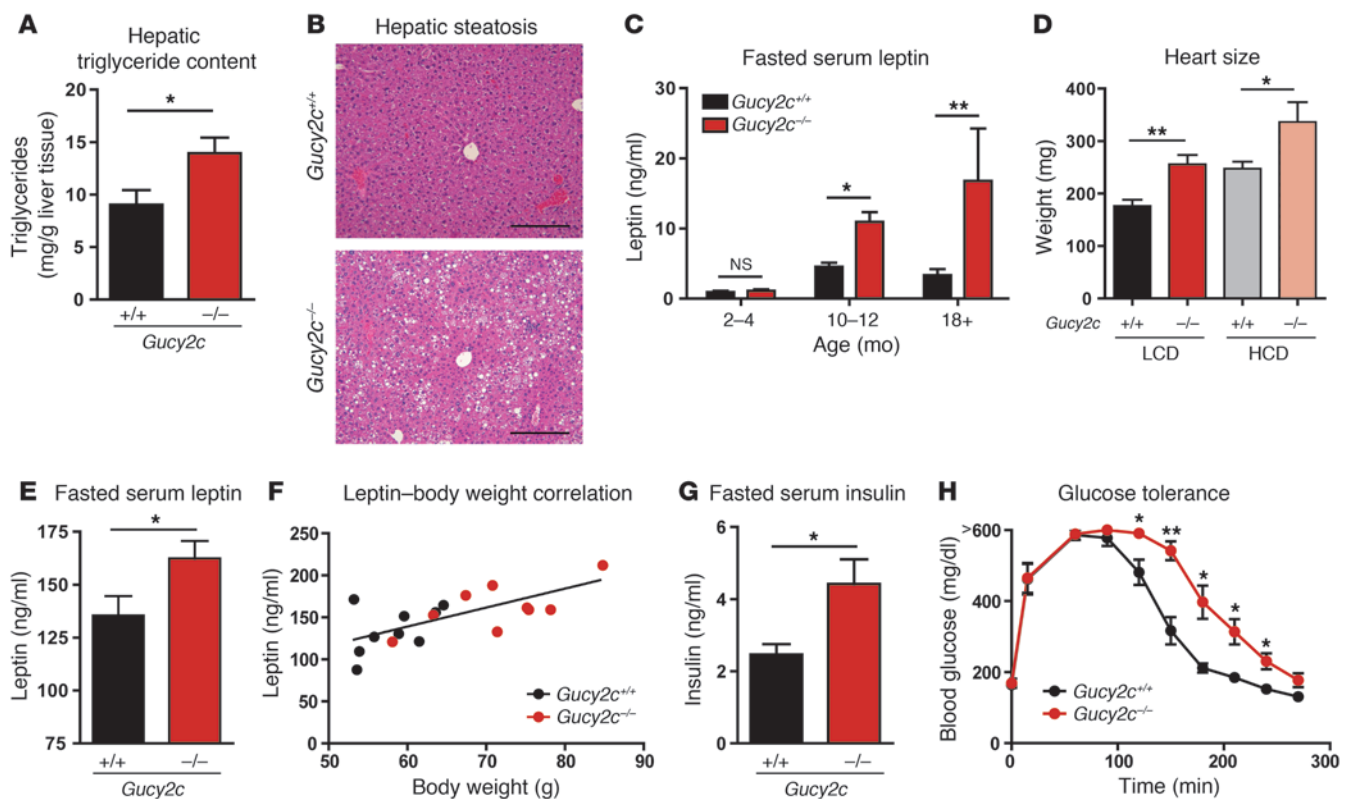 A
Hepatic
triglyceride content
Triglycerides
(mg/g liver tissue)
20
15
10
5
0
*
+/+
–/–
Gucy2c
B
Hepatic steatosis
Gucy2c+/+
Gucy2c–/–
C
Fasted serum leptin
Leptin (ng/ml)
30
20
10
0
Gucy2c+/+
Gucy2c–/–
NS
*
**
2–4
10–12
18+
Age (mo)
D
Heart size
Weight (mg)
400
300
200
100
0
**
*
Gucy2c
+/+
–/–
+/+
–/–
LCD
HCD
E
Fasted serum leptin
Leptin (ng/ml)
175
150
125
100
75
*
+/+
–/–
Gucy2c
F
Leptin–body weight correlation
Leptin (ng/ml)
250
200
150
100
50
0
Gucy2c+/+
Gucy2c–/–
50
60
70
80
90
Body weight (g)
G
Fasted serum insulin
Insulin (ng/ml)
6
4
2
0
*
+/+
–/–
Gucy2c
H
Glucose tolerance
Blood glucose (mg/dl)
>600
400
200
0
*
**
*
*
*
Gucy2c+/+
Gucy2c–/–
0
100
200
300
Time (min)